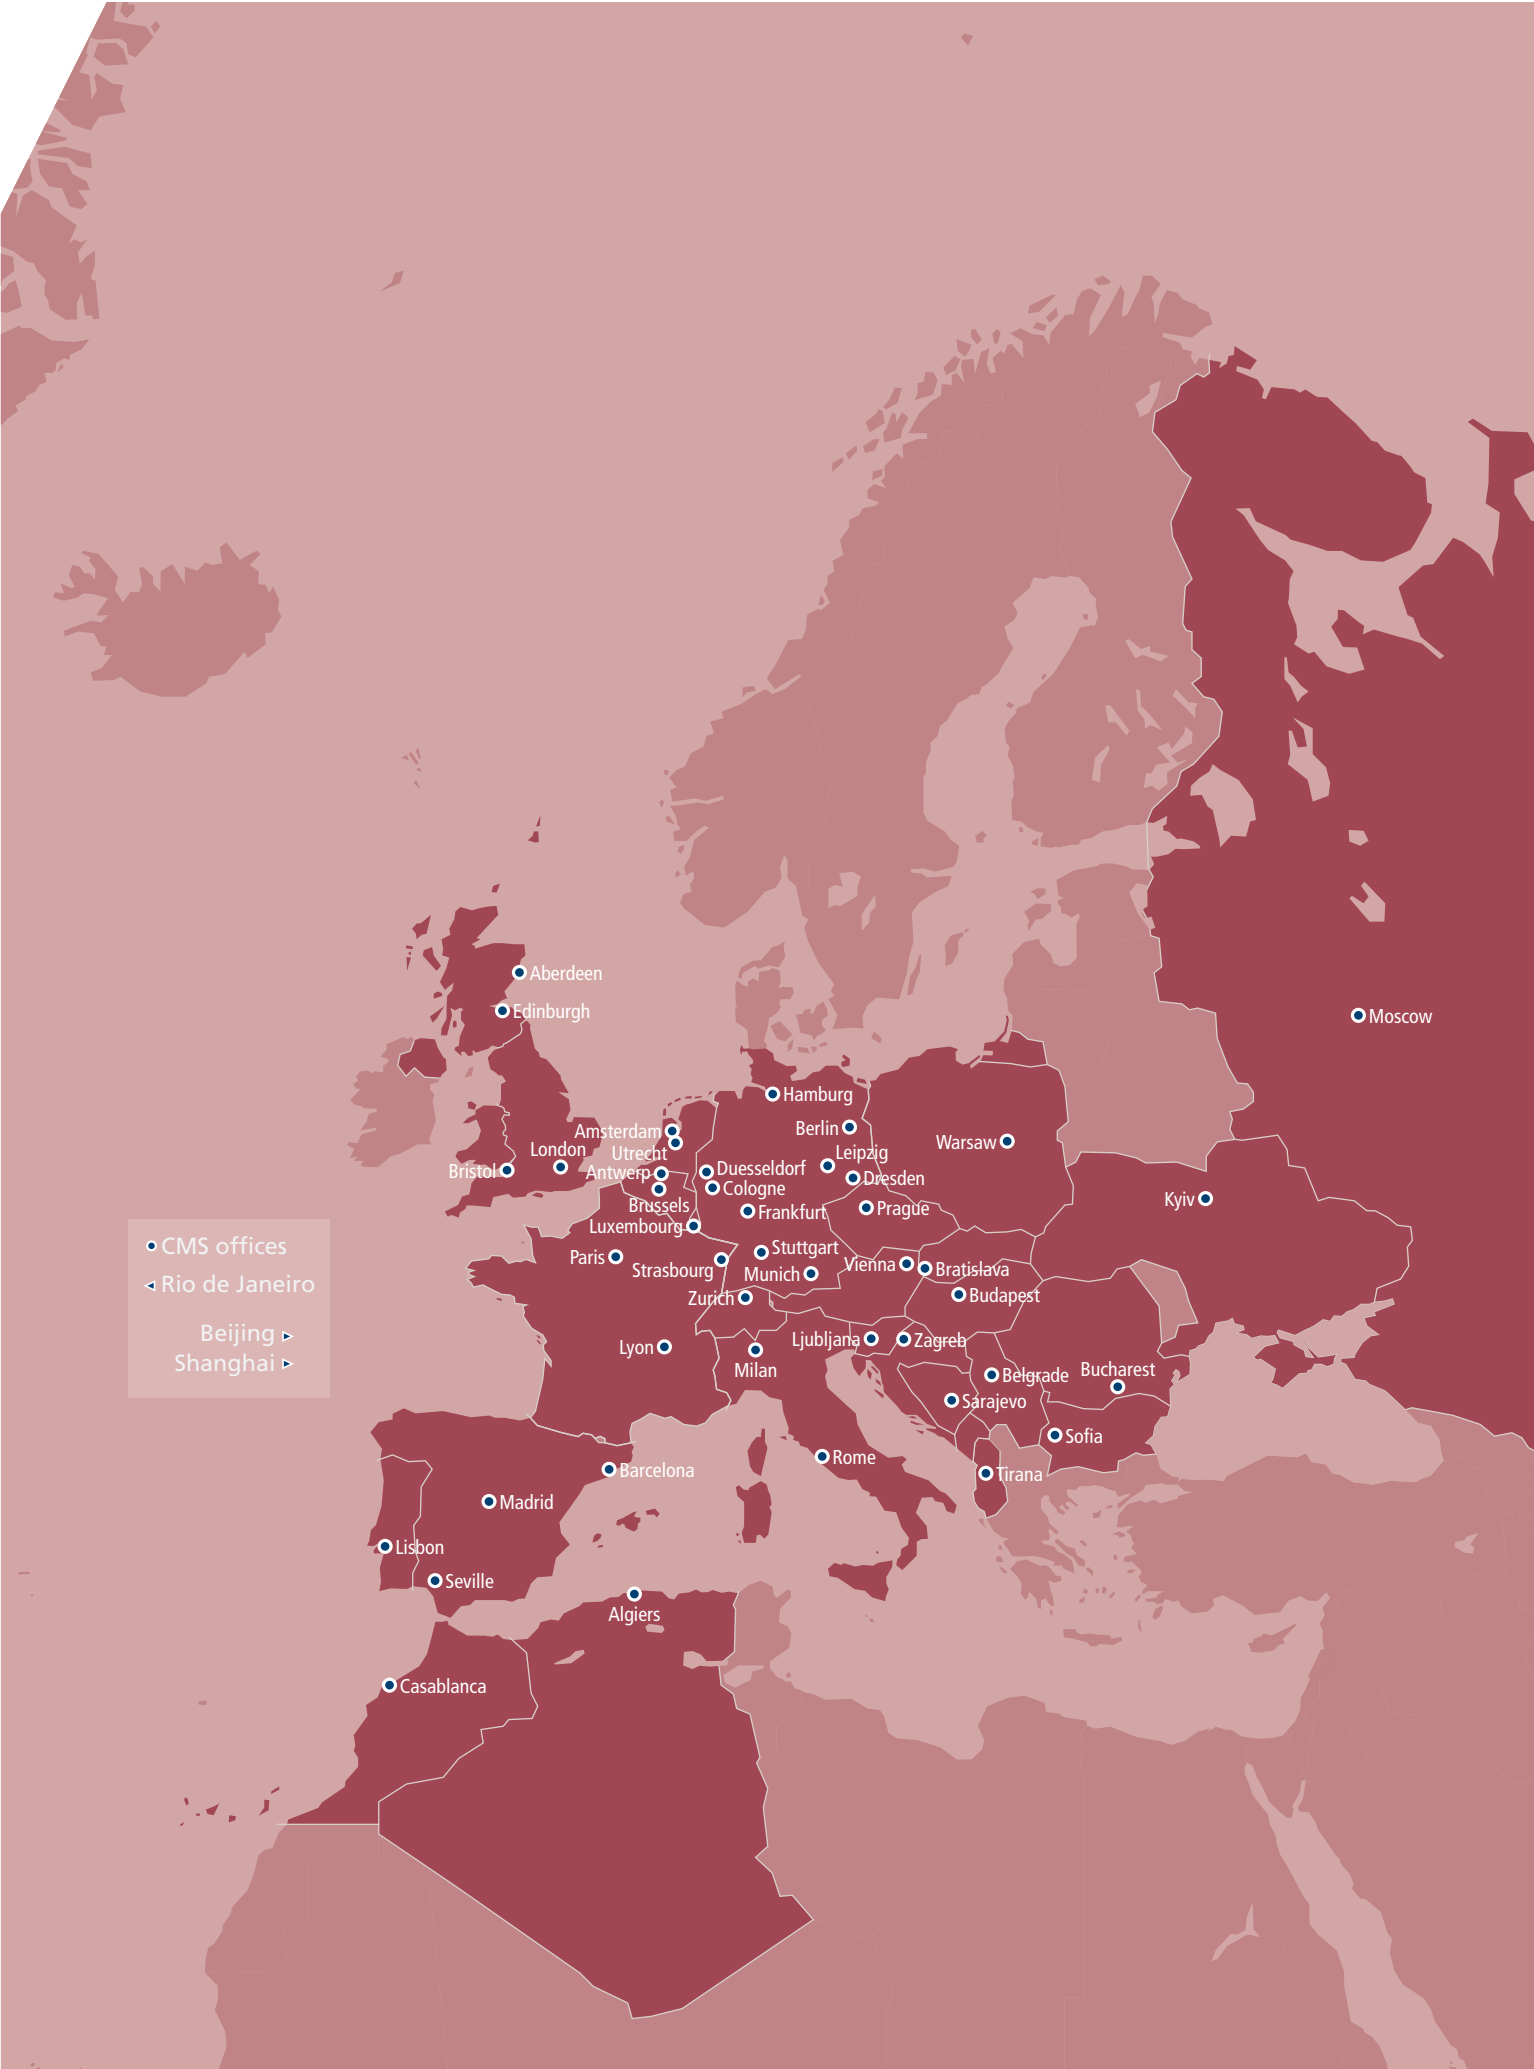 Aberdeen
Edinburgh
Moscow
Hamburg
Berlin
Amsterdam
Utrecht
Warsaw
London
Leipzig
Bristol
Antwerp
Duesseldorf
Dresden
Cologne
Kyiv
Brussels
Prague
Frankfurt
Luxembourg
CMS offices
Stuttgart
Paris
Strasbourg
Munich
Vienna
Bratislava
Rio de Janeiro
Zurich
Budapest
Beijing
Ljubljana
Zagreb
Lyon
Shanghai
Milan
Belgrade
Bucharest
Sarajevo
Sofia
Rome
Barcelona
Tirana
Madrid
Lisbon
Seville
Algiers
Casablanca